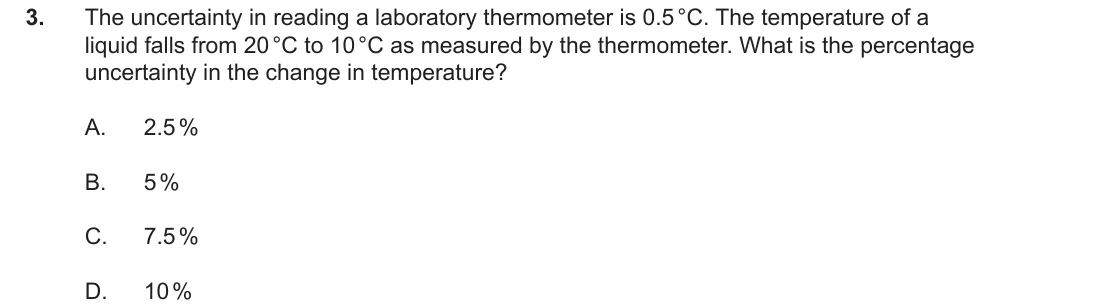 3. The uncertainty in reading a laboratory thermometer is 0.5 °C. The temperature of a
liquid falls from 20 °C to 10 °C as measured by the thermometer. What is the percentage
uncertainty in the change in temperature?
A. 2.5 %
B. 5 %
C. 7.5 %
D. 10 %